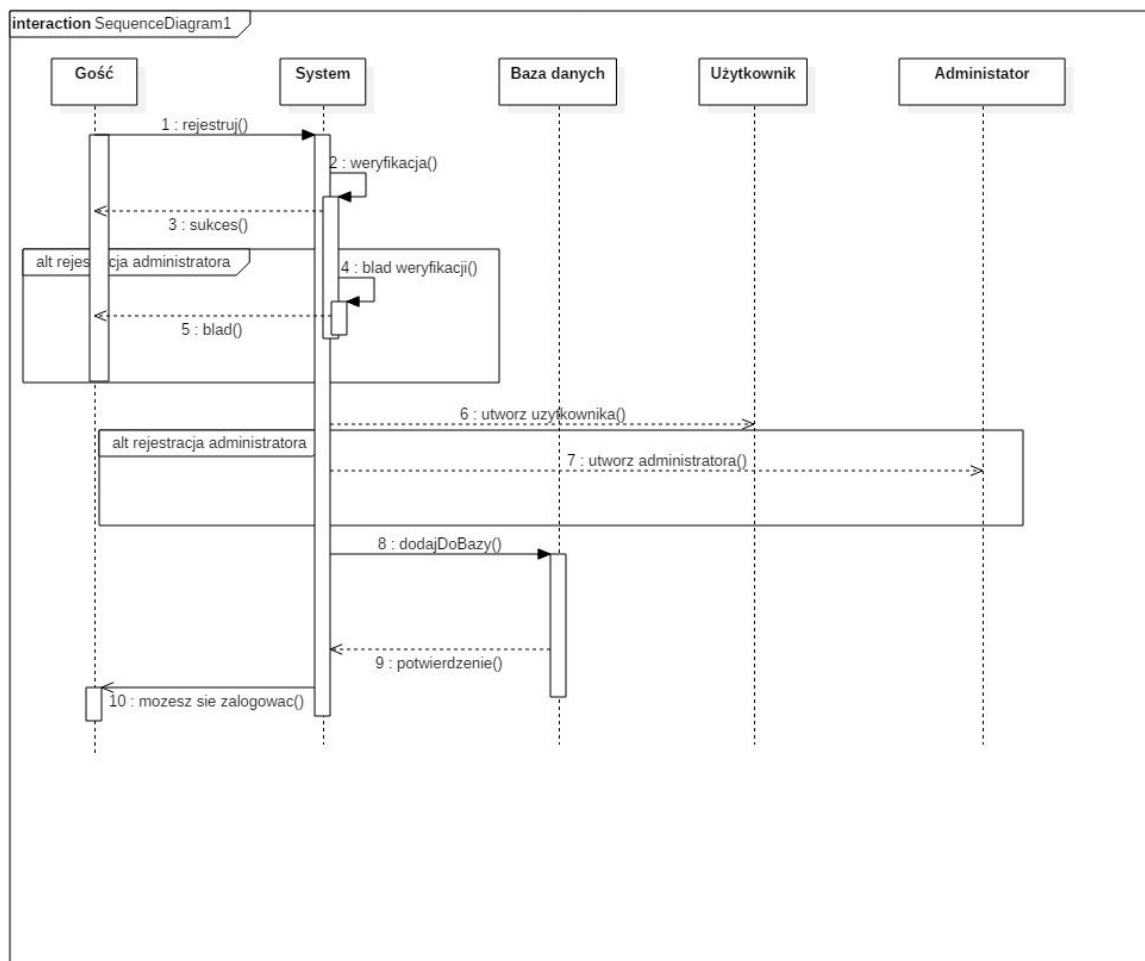 interaction SequenceDiagram1
Gość
System
Baza danych
Użytkownik
Administator
1 : rejestruj()
2 : weryfikacja()
3 : sukces()
alt rejestracja administratora
4 : blad weryfikacji()
5 : blad()
6 : utworz uzytkownika()
alt rejestracja administratora
7 : utworz administratora()
8 : dodajDoBazy()
9 : potwierdzenie()
10 : mozesz sie zalogowac()